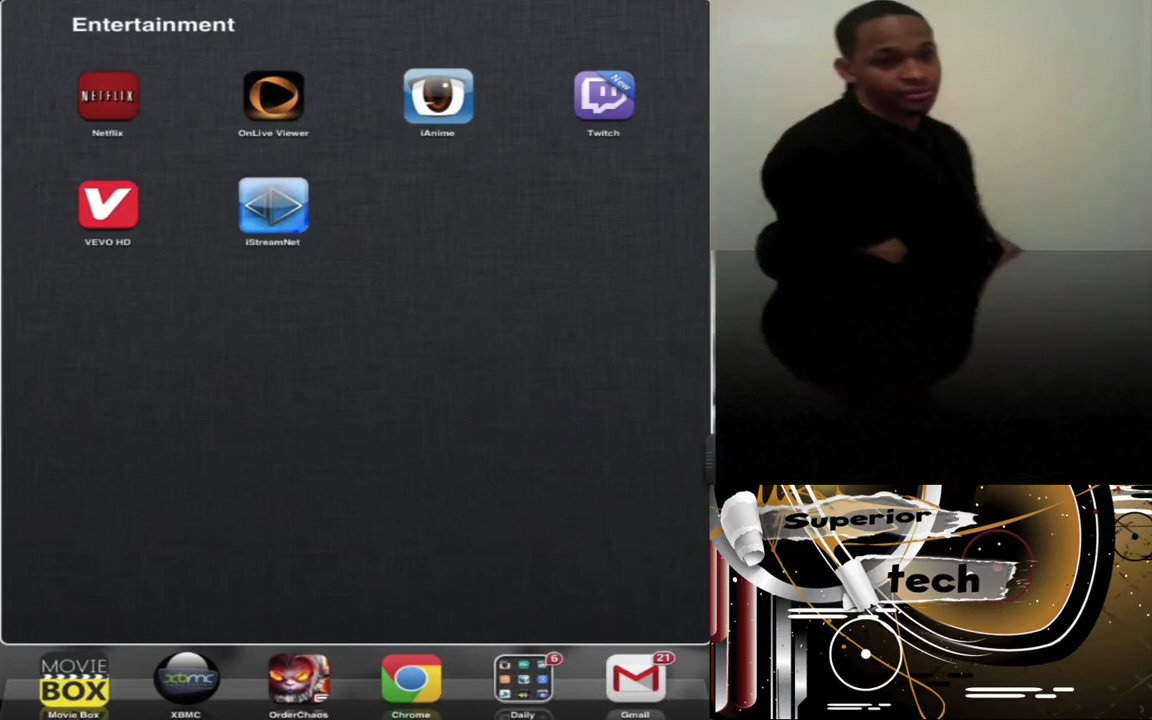 Entertainment
NETFLIX
New
Netflix
OnLive Viewer
iAnime
Twitch
VEVO HD
iStreamNet
Superior
tech
MOVIE
BOX
xbmc
6
21
Movie Box
XBMC
OrderChaos
Chrome
Daily
Gmail